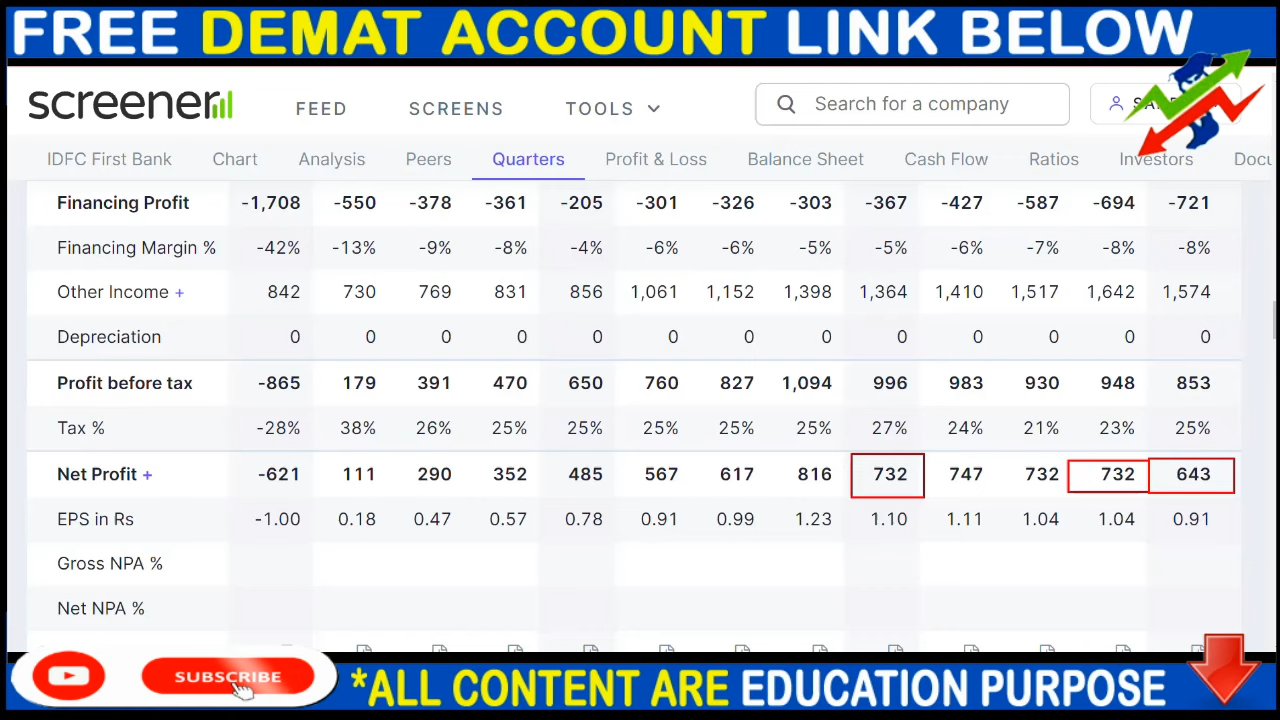 FREE DEMAT ACCOUNT LINK BELOW
screener FEED SCREENS TOOLS Search for a company
IDFC First Bank Chart Analysis Peers Quarters Profit & Loss Balance Sheet Cash Flow Ratios Investors Docu
Financing Profit -1,708 -550 -378 -361 -205 -301 -326 -303 -367 -427 -587 -694 -721
Financing Margin % -42% -13% -9% -8% -4% -6% -6% -5% -5% -6% -7% -8% -8%
Other Income + 842 730 769 831 856 1,061 1,152 1,398 1,364 1,410 1,517 1,642 1,574
Depreciation 0 0 0 0 0 0 0 0 0 0 0 0 0
Profit before tax -865 179 391 470 650 760 827 1,094 996 983 930 948 853
Tax % -28% 38% 26% 25% 25% 25% 25% 25% 27% 24% 21% 23% 25%
Net Profit + -621 111 290 352 485 567 617 816 732 747 732 732 643
EPS in Rs -1.00 0.18 0.47 0.57 0.78 0.91 0.99 1.23 1.10 1.11 1.04 1.04 0.91
Gross NPA %
Net NPA %
SUBSCRIBE
*ALL CONTENT ARE EDUCATION PURPOSE